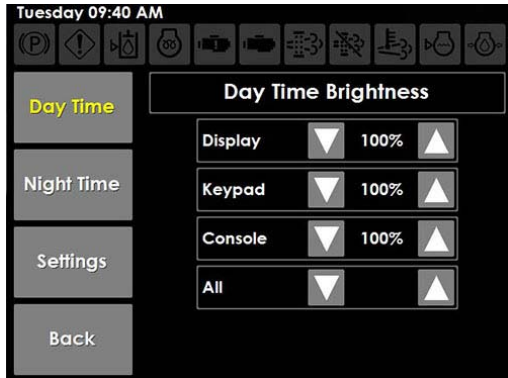 Tuesday 09:40 AM
(P)
Day Time
Day Time Brightness
Display 100%
Night Time
Keypad 100%
Console 100%
Settings
All
Back